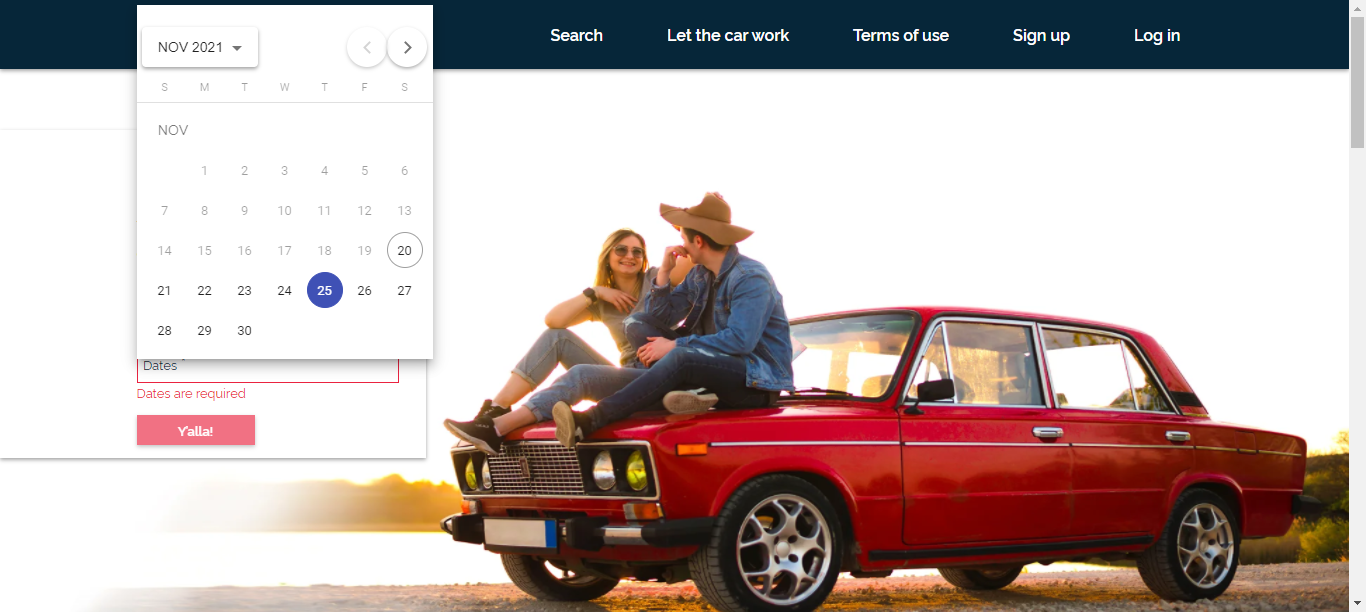 Search Let the car work Terms of use Sign up Log in
NOV 2021
S M T W T F S
NOV
1 2 3 4 5 6
7 8 9 10 11 12 13
14 15 16 17 18 19 20
21 22 23 24 25 26 27
28 29 30
Dates
Dates are required
Y'alla!